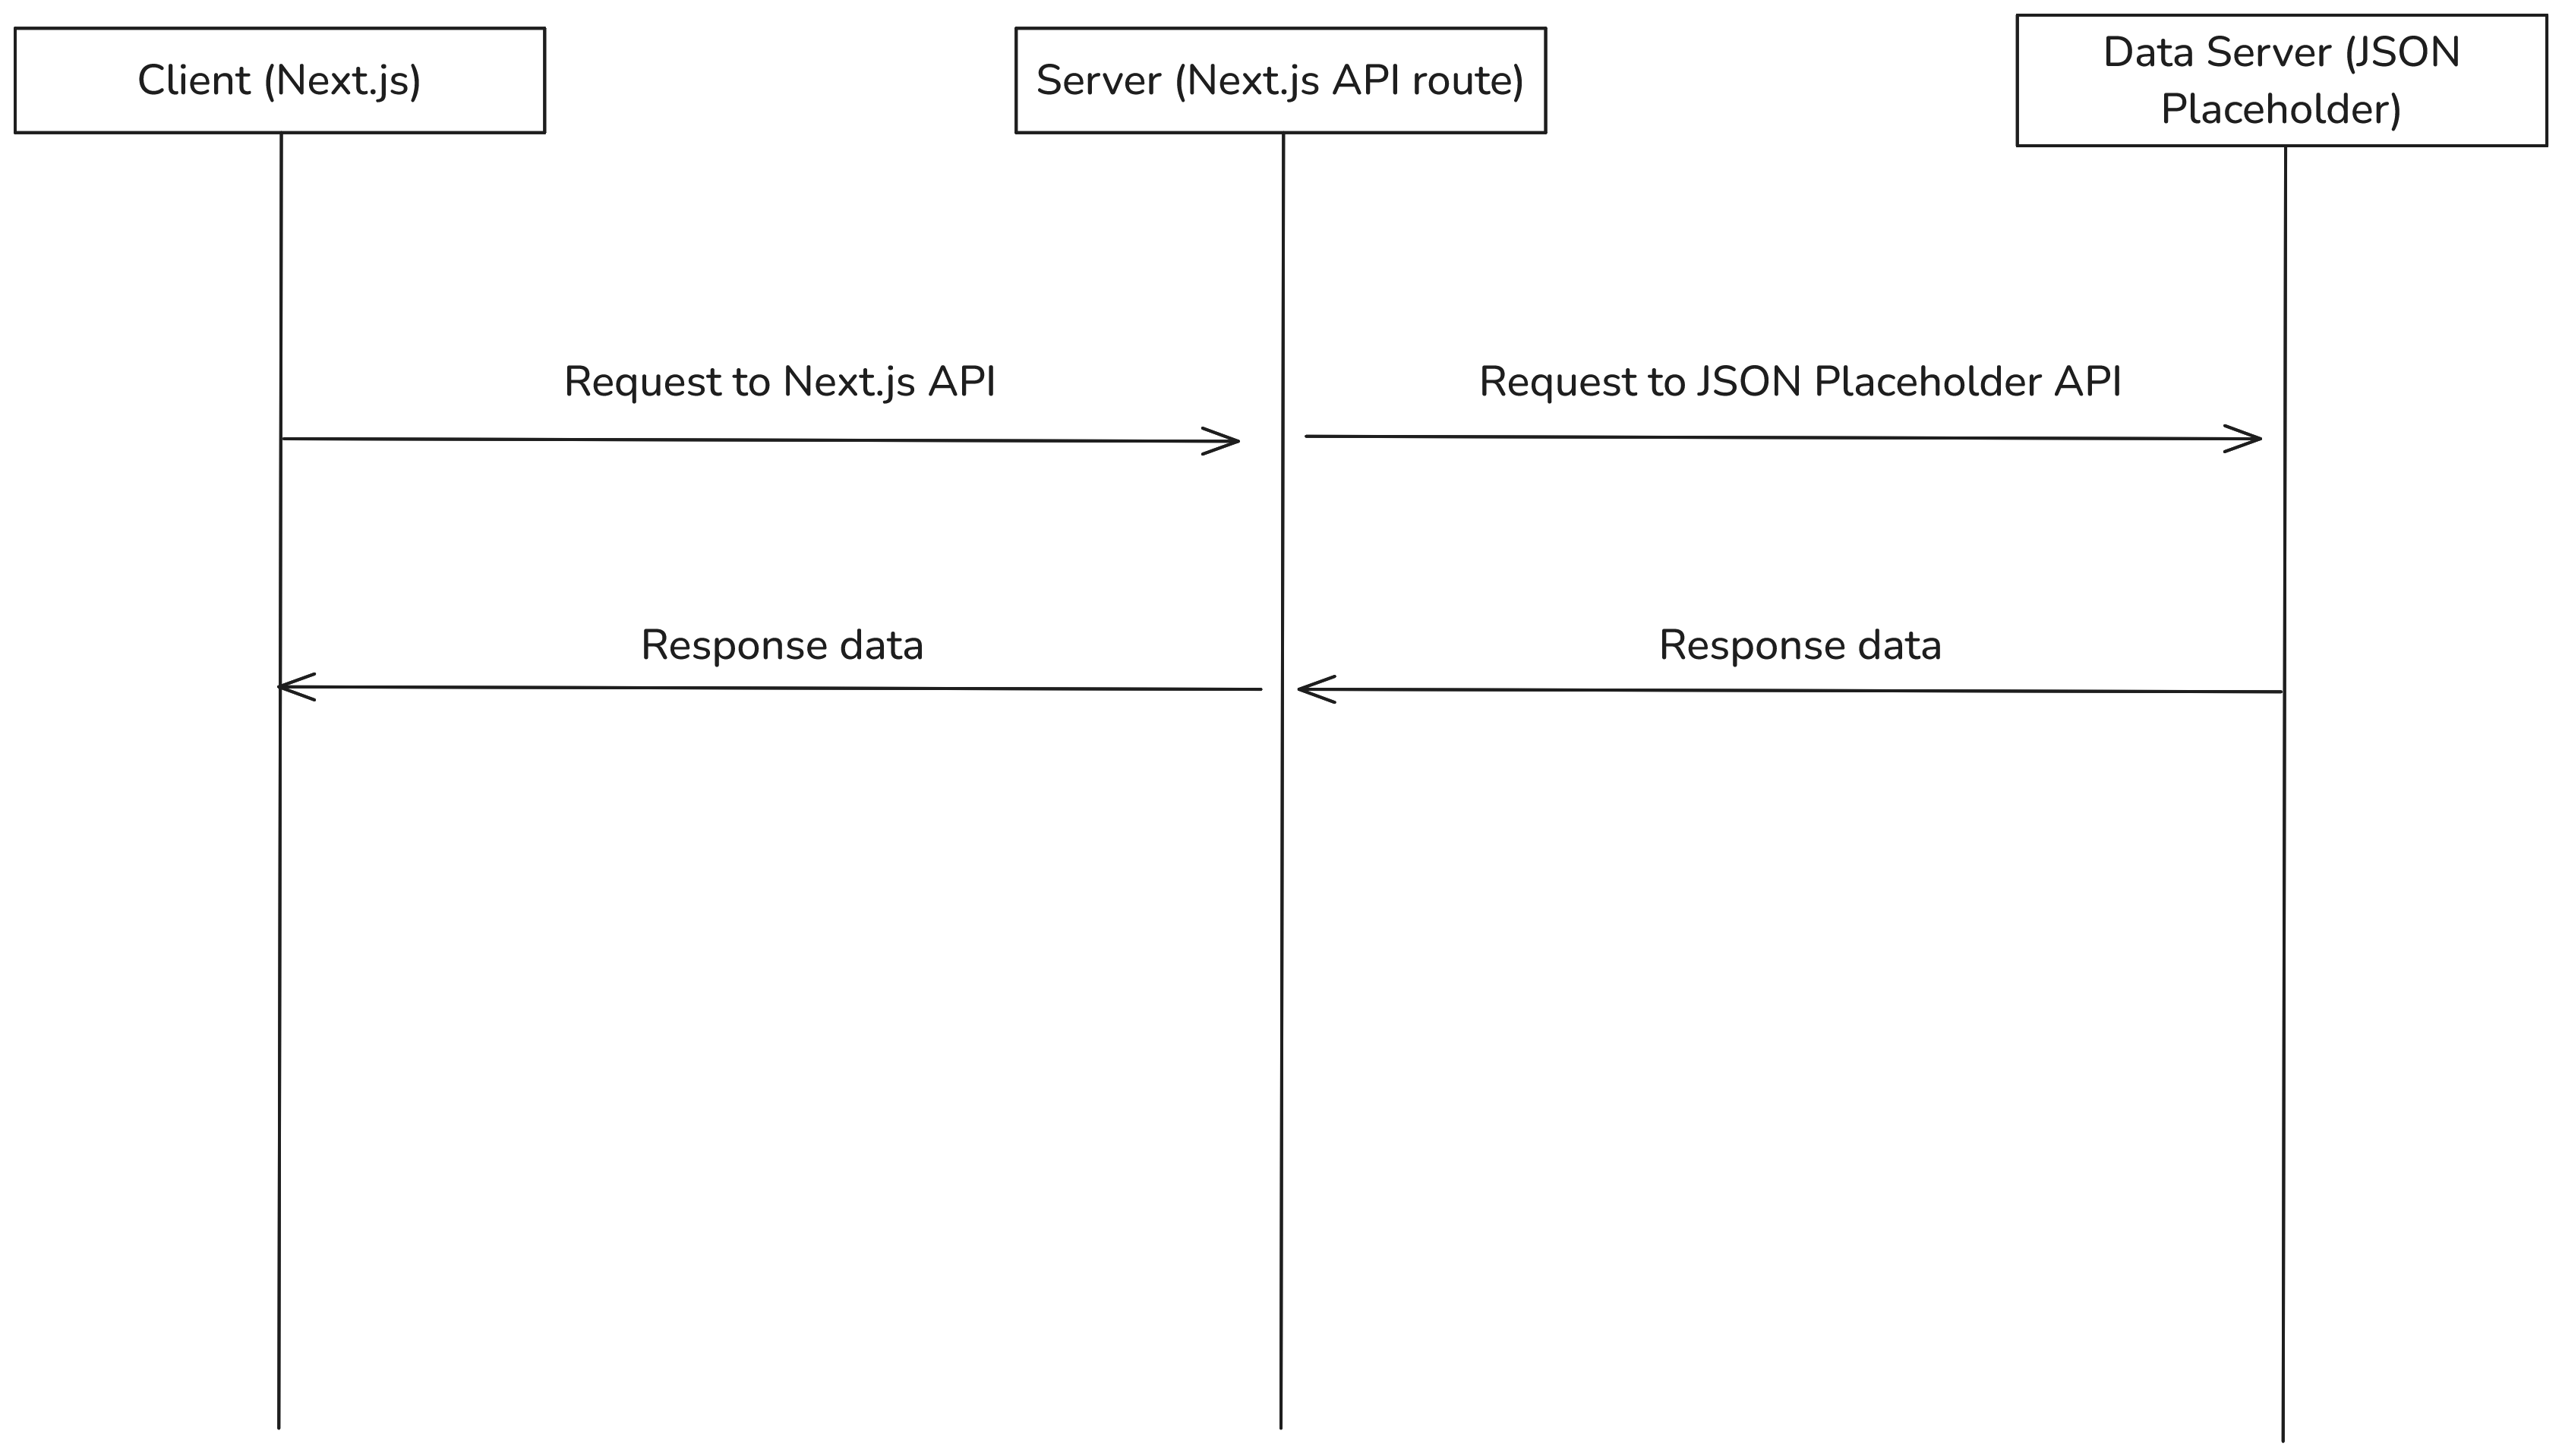 Client (Next.js)
Server (Next.js API route)
Data Server (JSON
Placeholder)
Request to Next.js API
Request to JSON Placeholder API
Response data
Response data